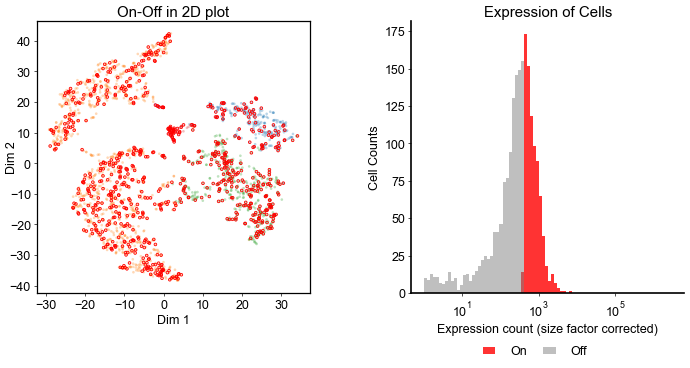 On-Off in 2D plot
40
30
20
10
0
−10
−20
−30
−40
Dim 2
−30 −20 −10 0 10 20 30
Dim 1
Expression of Cells
175
150
125
100
75
50
25
0
Cell Counts
10^1 10^3 10^5
Expression count (size factor corrected)
On Off